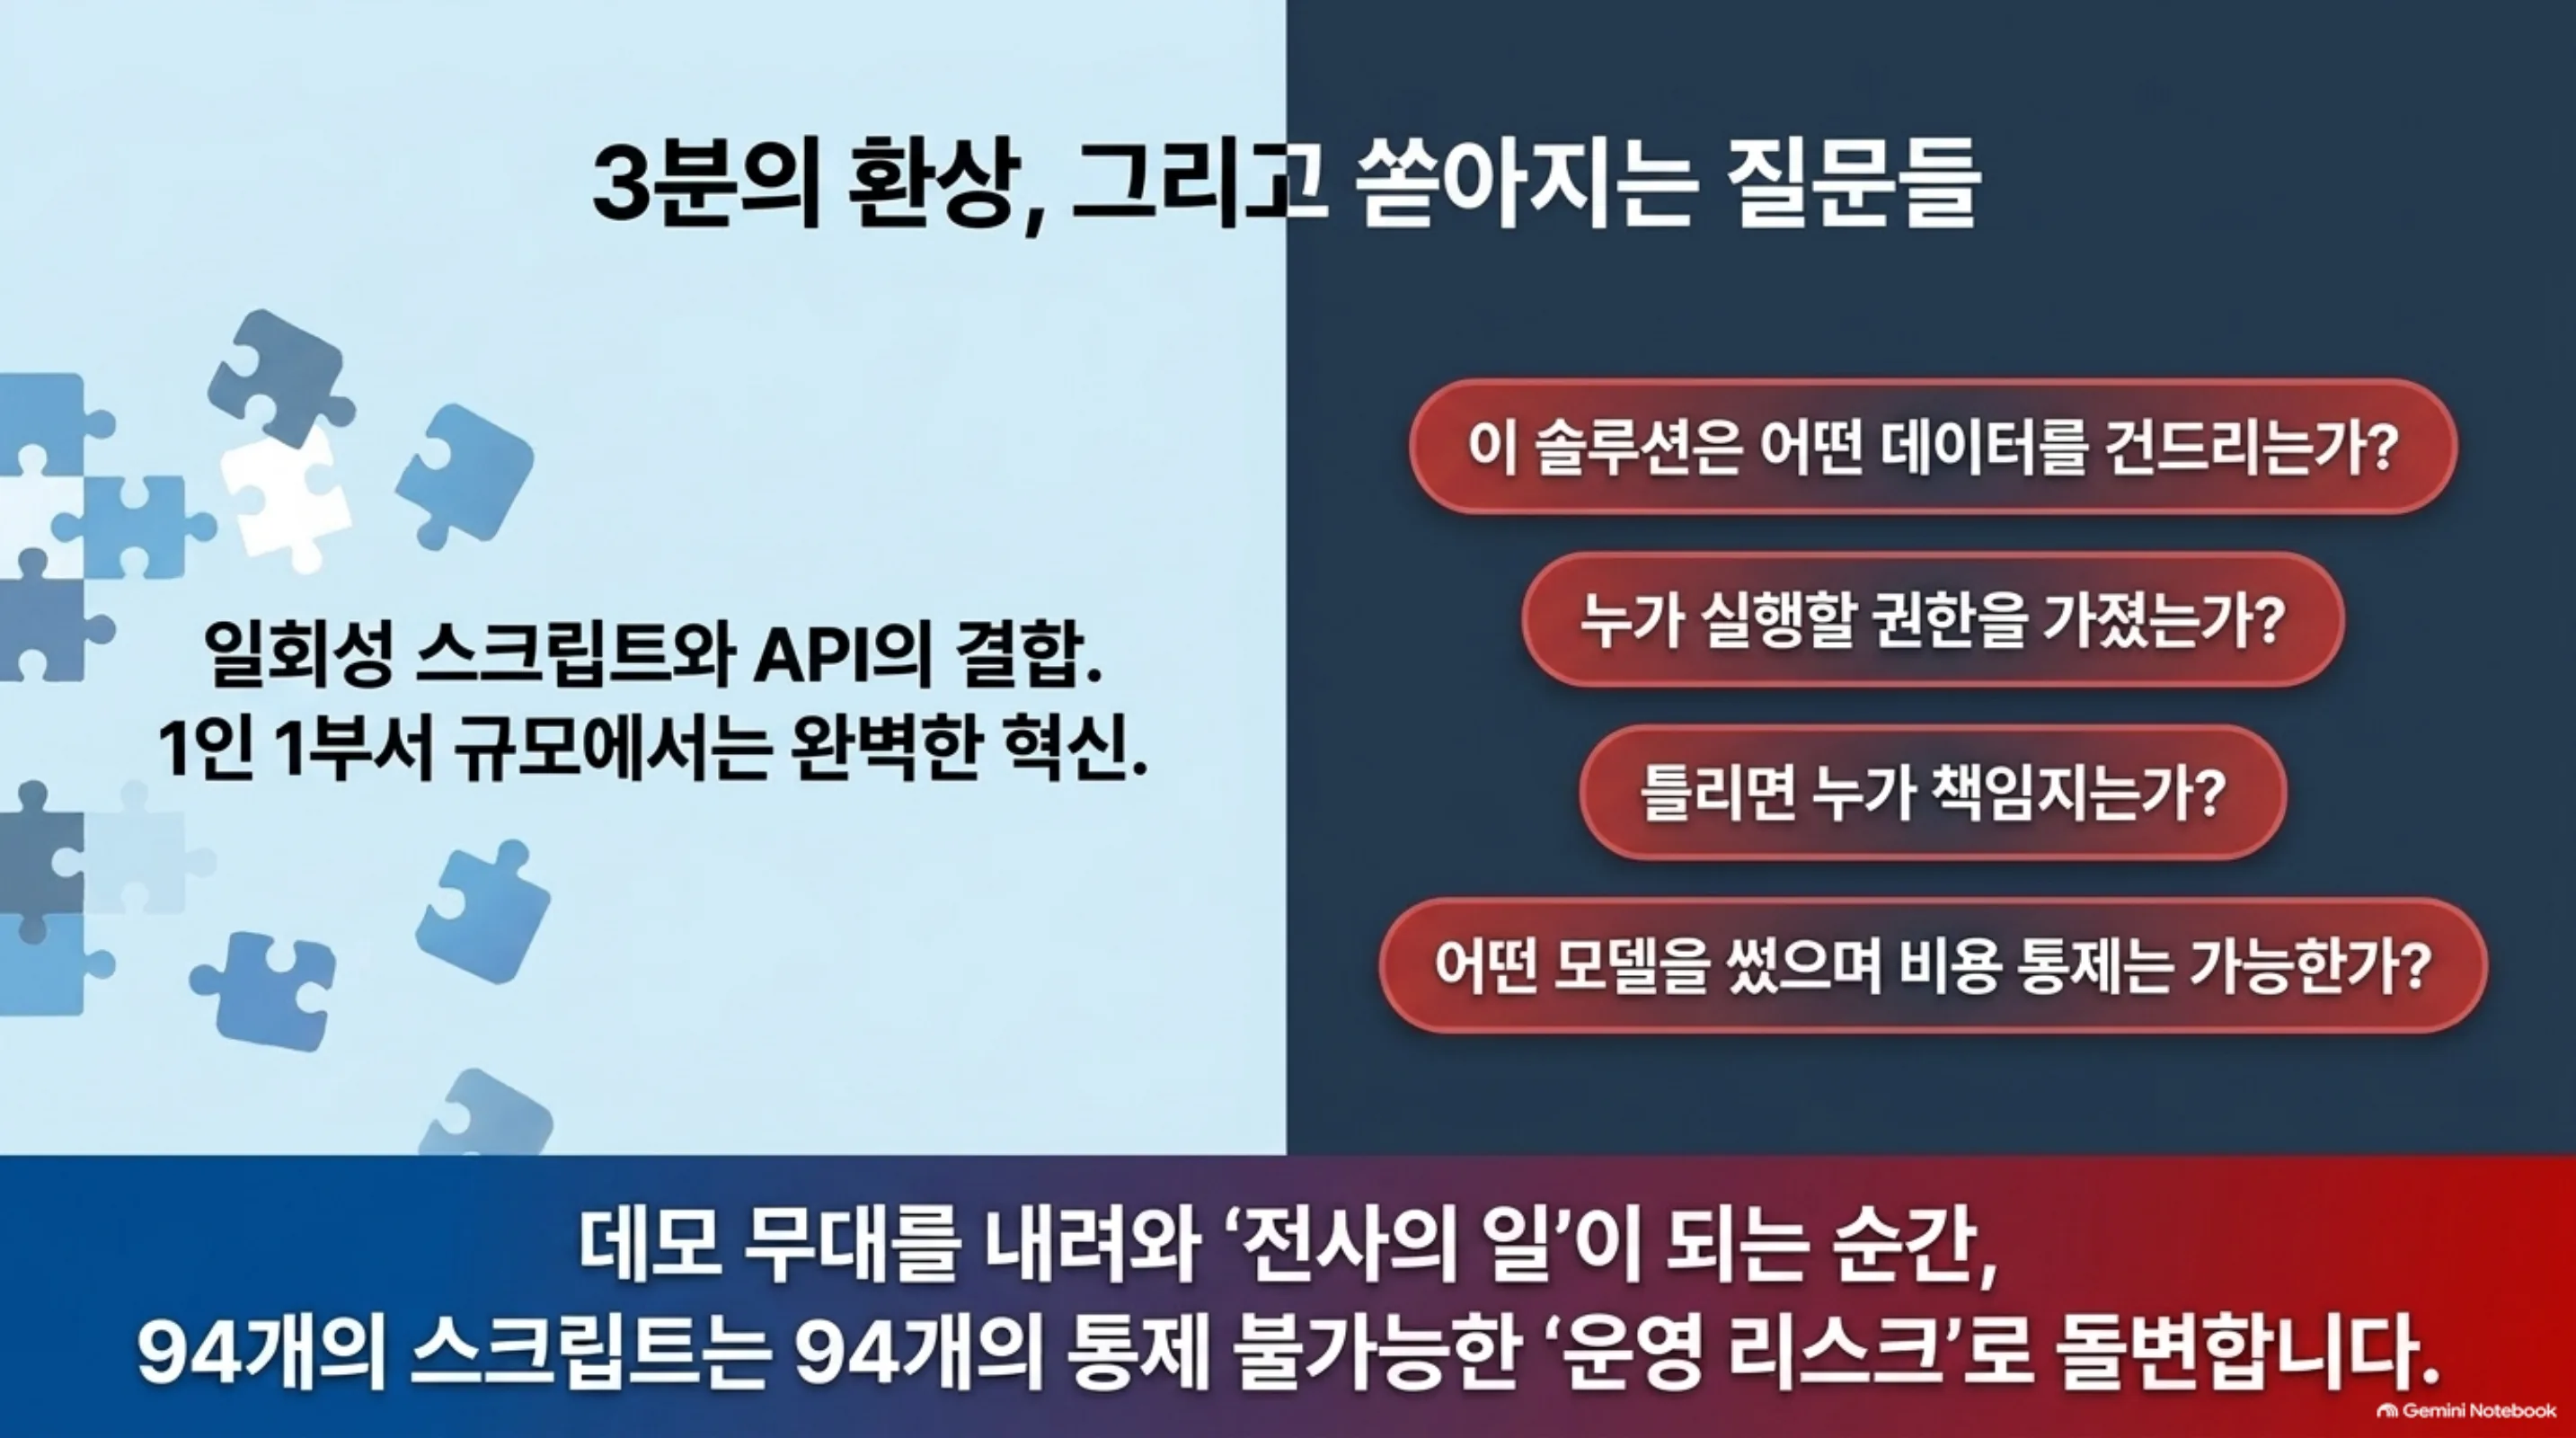 3분의 환상, 그리고 쏟아지는 질문들
일회성 스크립트와 API의 결합.
1인 1부서 규모에서는 완벽한 혁신.
이 솔루션은 어떤 데이터를 건드리는가?
누가 실행할 권한을 가졌는가?
틀리면 누가 책임지는가?
어떤 모델을 썼으며 비용 통제는 가능한가?
데모 무대를 내려와 ‘전사의 일’이 되는 순간,
94개의 스크립트는 94개의 통제 불가능한 ‘운영 리스크’로 돌변합니다.
Gemini Notebook